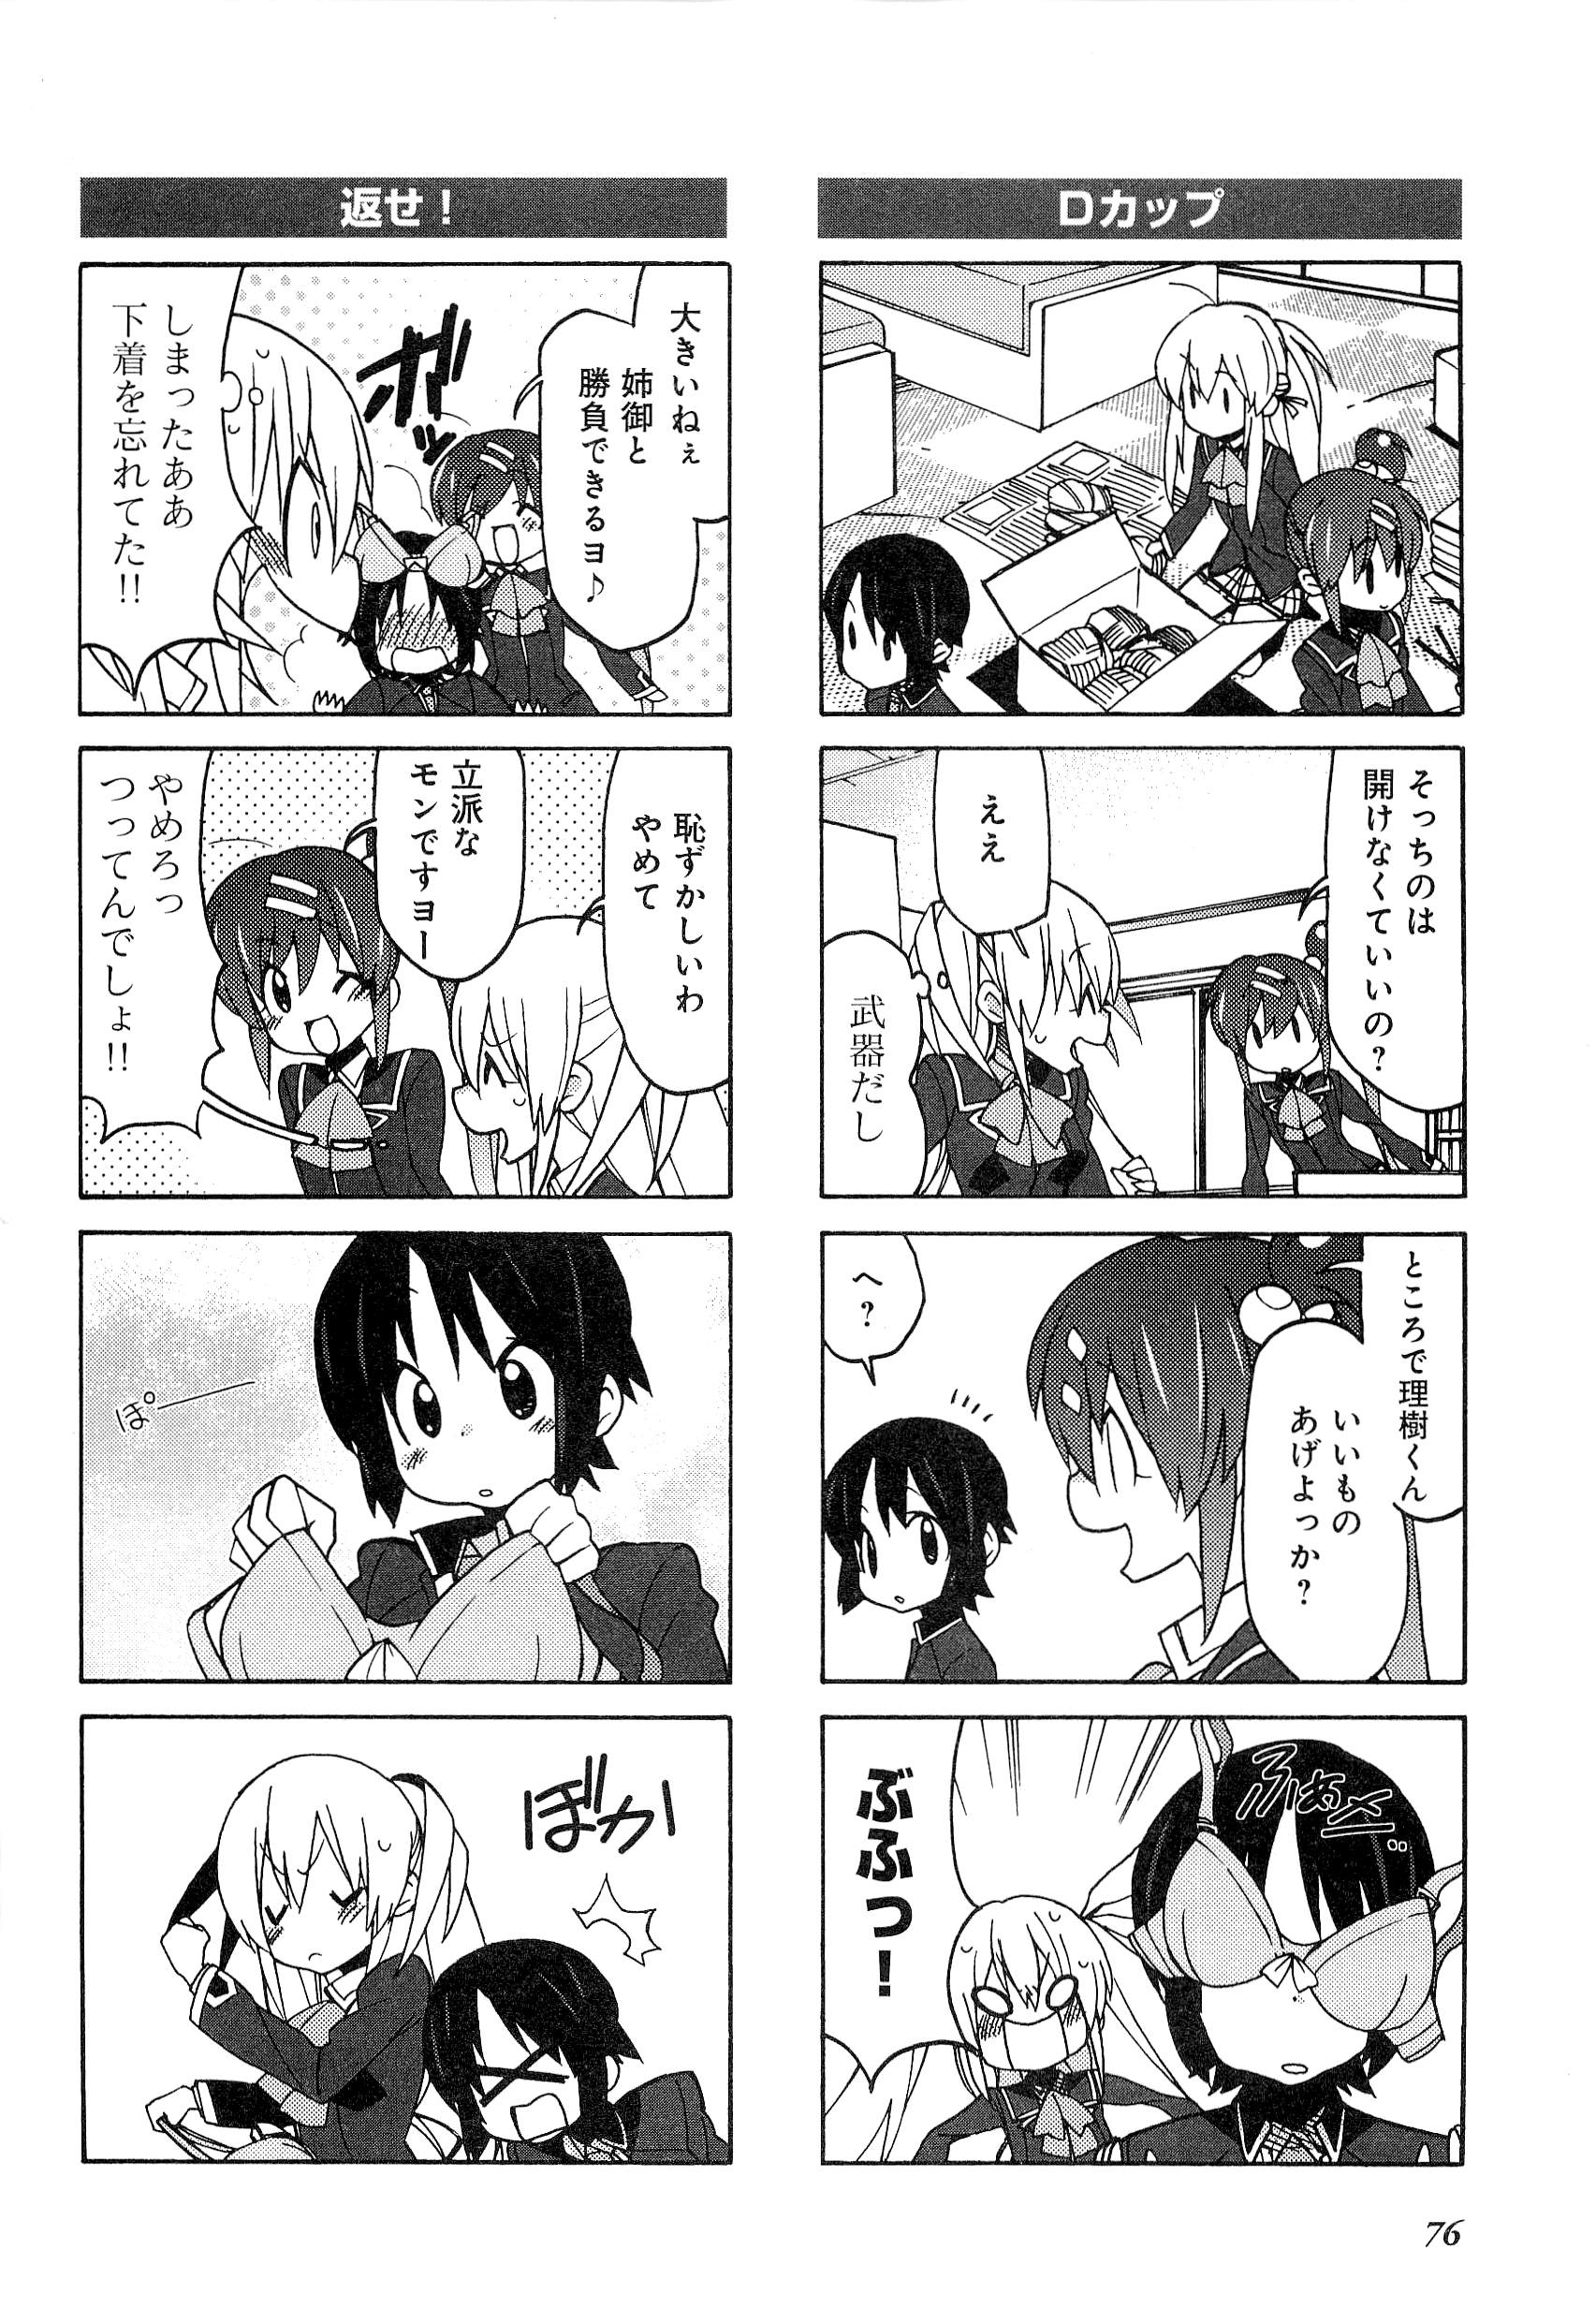 Dカップ
そっちのは
開けなくていいの?
ええ
武器だし
ところで理樹くん
いいもの
あげよっか?
へ?
ふぁさ…
ぶふっ!
返せ!
大きいねぇ
姉御と
勝負できるヨ♪
ボッ
しまったああ
下着を忘れてた!!
恥ずかしいわ
やめて
立派な
モンですヨー
やめろっ
つってんでしょ!!
ぽー
ぼか
76